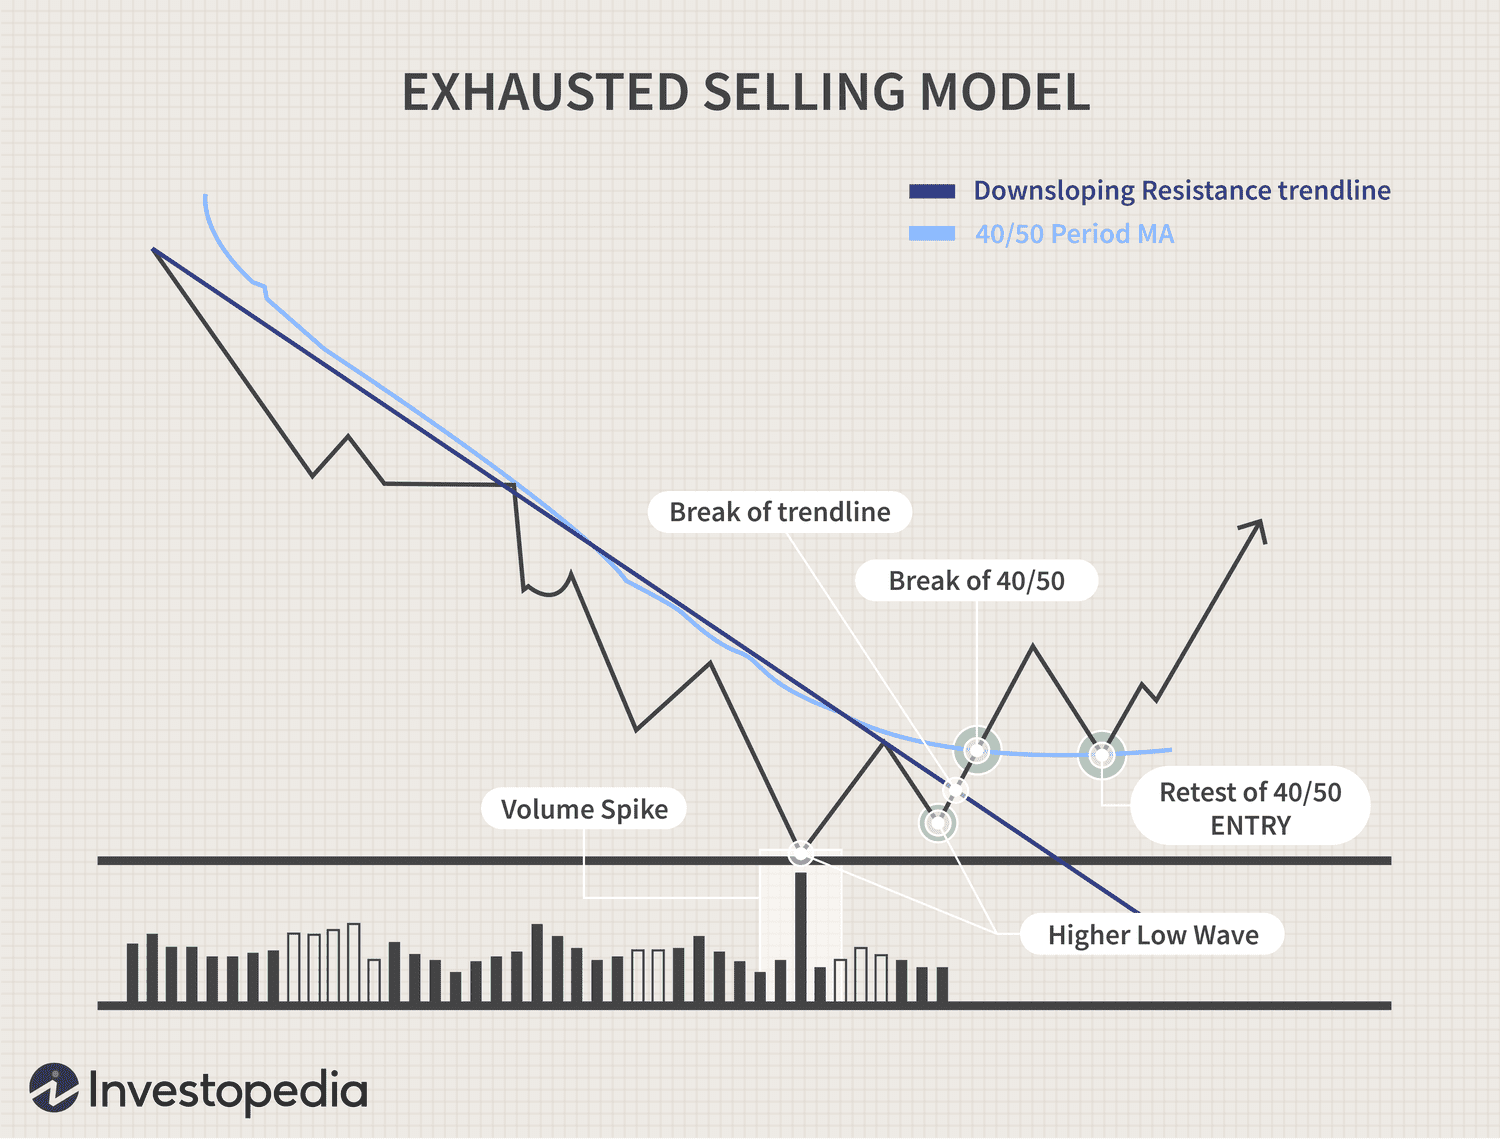 EXHAUSTED SELLING MODEL
Downsloping Resistance trendline
40/50 Period MA
Break of trendline
Break of 40/50
Volume Spike
Retest of 40/50
ENTRY
Higher Low Wave
Investopedia